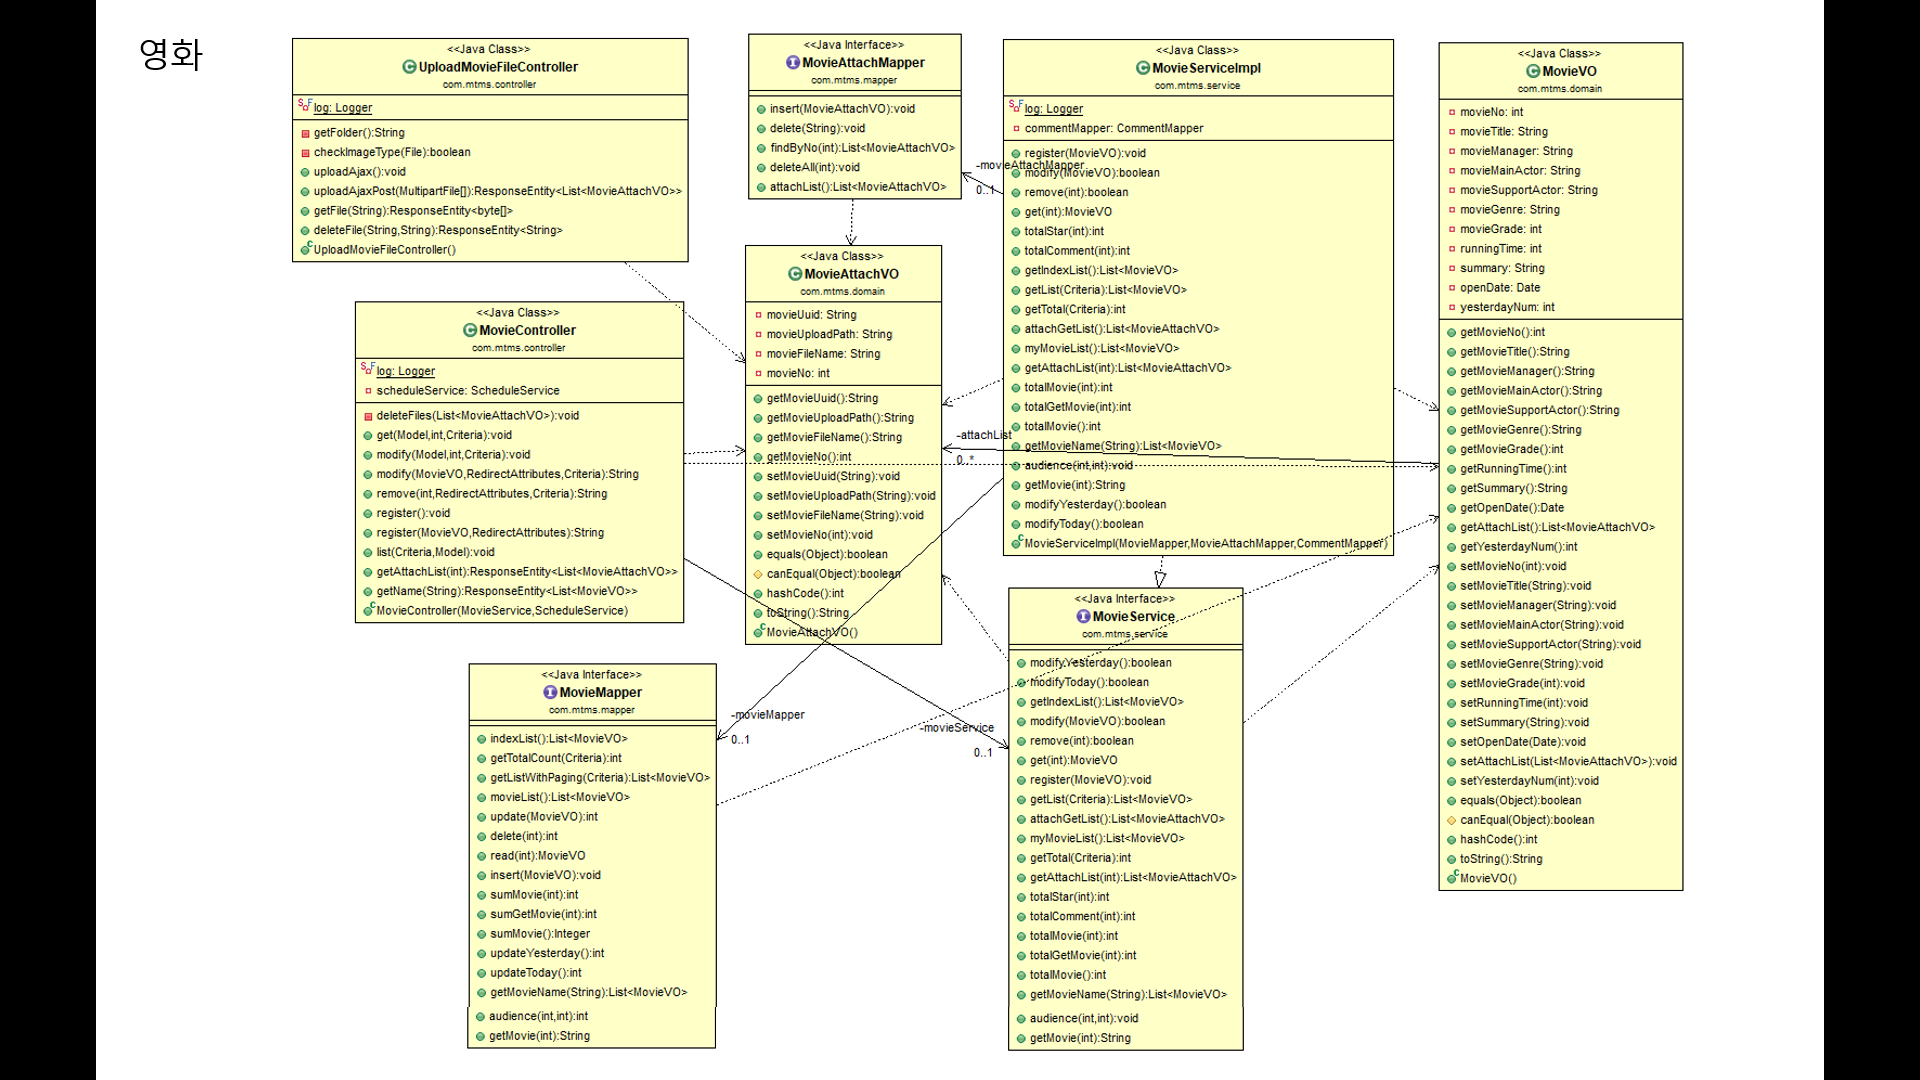 영화
<<Java Class>>
UploadMovieFileController
com.mtms.controller
log: Logger
getFolder():String
checkImageType(File):boolean
uploadAjax():void
uploadAjaxPost(MultipartFile[]):ResponseEntity<List<MovieAttachVO>>
getFile(String):ResponseEntity<byte[]>
deleteFile(String,String):ResponseEntity<String>
UploadMovieFileController()
<<Java Interface>>
MovieAttachMapper
com.mtms.mapper
insert(MovieAttachVO):void
delete(String):void
findByNo(int):List<MovieAttachVO>
deleteAll(int):void
attachList():List<MovieAttachVO>
<<Java Class>>
MovieServiceImpl
com.mtms.service
log: Logger
commentMapper: CommentMapper
register(MovieVO):void
modify(MovieVO):boolean
remove(int):boolean
get(int):MovieVO
totalStar(int):int
totalComment(int):int
getIndexList():List<MovieVO>
getList(Criteria):List<MovieVO>
getTotal(Criteria):int
attachGetList():List<MovieAttachVO>
myMovieList():List<MovieVO>
getAttachList(int):List<MovieAttachVO>
totalMovie(int):int
totalGetMovie(int):int
totalMovie():int
getMovieName(String):List<MovieVO>
audience(int,int):void
getMovie(int):String
modifyYesterday():boolean
modifyToday():boolean
MovieServiceImpl(MovieMapper,MovieAttachMapper,CommentMapper)
-movieAttachMapper
0..1
<<Java Class>>
MovieVO
com.mtms.domain
movieNo: int
movieTitle: String
movieManager: String
movieMainActor: String
movieSupportActor: String
movieGenre: String
movieGrade: int
runningTime: int
summary: String
openDate: Date
yesterdayNum: int
getMovieNo():int
getMovieTitle():String
getMovieManager():String
getMovieMainActor():String
getMovieSupportActor():String
getMovieGenre():String
getMovieGrade():int
getRunningTime():int
getSummary():String
getOpenDate():Date
getAttachList():List<MovieAttachVO>
getYesterdayNum():int
setMovieNo(int):void
setMovieTitle(String):void
setMovieManager(String):void
setMovieMainActor(String):void
setMovieSupportActor(String):void
setMovieGenre(String):void
setMovieGrade(int):void
setRunningTime(int):void
setSummary(String):void
setOpenDate(Date):void
setAttachList(List<MovieAttachVO>):void
setYesterdayNum(int):void
equals(Object):boolean
canEqual(Object):boolean
hashCode():int
toString():String
MovieVO()
<<Java Class>>
MovieAttachVO
com.mtms.domain
movieUuid: String
movieUploadPath: String
movieFileName: String
movieNo: int
getMovieUuid():String
getMovieUploadPath():String
getMovieFileName():String
getMovieNo():int
setMovieUuid(String):void
setMovieUploadPath(String):void
setMovieFileName(String):void
setMovieNo(int):void
equals(Object):boolean
canEqual(Object):boolean
hashCode():int
toString():String
MovieAttachVO()
-attachList
0..*
<<Java Class>>
MovieController
com.mtms.controller
log: Logger
scheduleService: ScheduleService
deleteFiles(List<MovieAttachVO>):void
get(Model,int,Criteria):void
modify(Model,int,Criteria):void
modify(MovieVO,RedirectAttributes,Criteria):String
remove(int,RedirectAttributes,Criteria):String
register():void
register(MovieVO,RedirectAttributes):String
list(Criteria,Model):void
getAttachList(int):ResponseEntity<List<MovieAttachVO>>
getName(String):ResponseEntity<List<MovieVO>>
MovieController(MovieService,ScheduleService)
<<Java Interface>>
MovieMapper
com.mtms.mapper
indexList():List<MovieVO>
getTotalCount(Criteria):int
getListWithPaging(Criteria):List<MovieVO>
movieList():List<MovieVO>
update(MovieVO):int
delete(int):int
read(int):MovieVO
insert(MovieVO):void
sumMovie(int):int
sumGetMovie(int):int
sumMovie():Integer
updateYesterday():int
updateToday():int
getMovieName(String):List<MovieVO>
audience(int,int):int
getMovie(int):String
-movieMapper
0..1
-movieService
0..1
<<Java Interface>>
MovieService
com.mtms.service
modifyYesterday():boolean
modifyToday():boolean
getIndexList():List<MovieVO>
modify(MovieVO):boolean
remove(int):boolean
get(int):MovieVO
register(MovieVO):void
getList(Criteria):List<MovieVO>
attachGetList():List<MovieAttachVO>
myMovieList():List<MovieVO>
getTotal(Criteria):int
getAttachList(int):List<MovieAttachVO>
totalStar(int):int
totalComment(int):int
totalMovie(int):int
totalGetMovie(int):int
totalMovie():int
getMovieName(String):List<MovieVO>
audience(int,int):void
getMovie(int):String